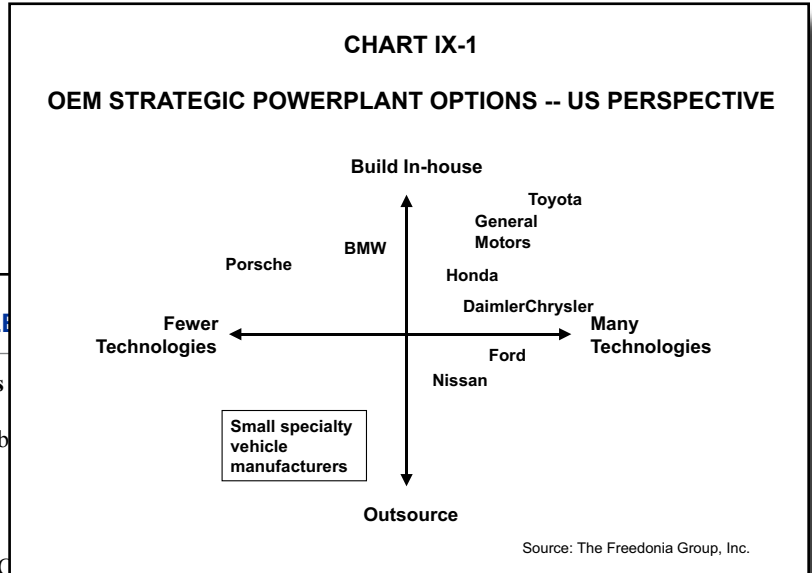 CHART IX-1
OEM STRATEGIC POWERPLANT OPTIONS -- US PERSPECTIVE
Build In-house
Toyota
General
Motors
BMW
Porsche
Honda
DaimlerChrysler
Fewer
Technologies
Many
Technologies
Ford
Nissan
Small specialty
vehicle
manufacturers
Outsource
Source: The Freedonia Group, Inc.